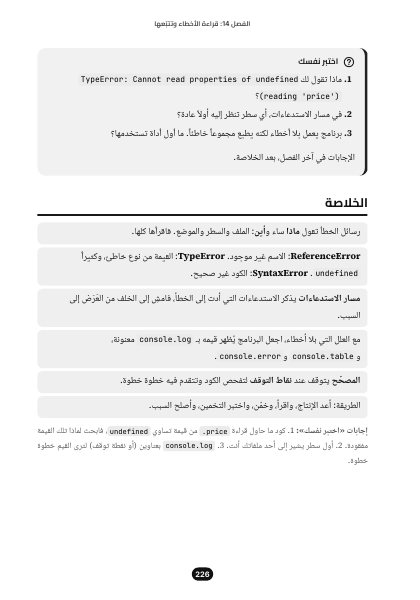 الفصل 14: قراءة الأخطاء وتتبّعها
اختبر نفسك
1. ماذا تقول لك TypeError: Cannot read properties of undefined
(reading 'price')؟
2. في مسار الاستدعاءات، أي سطر تنظر إليه أولاً عادة؟
3. برنامج يعمل بلا أخطاء لكنه يطبع مجموعاً خاطئاً. ما أول أداة تستخدمها؟
الإجابات في آخر الفصل، بعد الخلاصة.
الخلاصة
رسائل الخطأ تقول ماذا ساء وأين: الملف والسطر والموضع. فاقرأها كلها.
ReferenceError: الاسم غير موجود. TypeError: القيمة من نوع خاطئ، وكثيراً
undefined. SyntaxError: الكود غير صحيح.
مسار الاستدعاءات يذكر الاستدعاءات التي أدت إلى الخطأ، فامشِ إلى الخلف من العَرَض إلى
السبب.
مع العلل التي بلا أخطاء، اجعل البرنامج يُظهر قيمه بـ console.log معنونة،
و console.table و console.error.
المصحّح يتوقف عند نقاط التوقف لتفحص الكود وتتقدم فيه خطوة خطوة.
الطريقة: أعد الإنتاج، واقرأ، وخمّن، واختبر التخمين، وأصلح السبب.
إجابات «اختبر نفسك»: 1. كود ما حاول قراءة .price من قيمة تساوي undefined، فابحث لماذا تلك القيمة
مفقودة. 2. أول سطر يشير إلى أحد ملفاتك أنت. 3. console.log بعناوين (أو نقطة توقف) لترى القيم خطوة
خطوة.
226